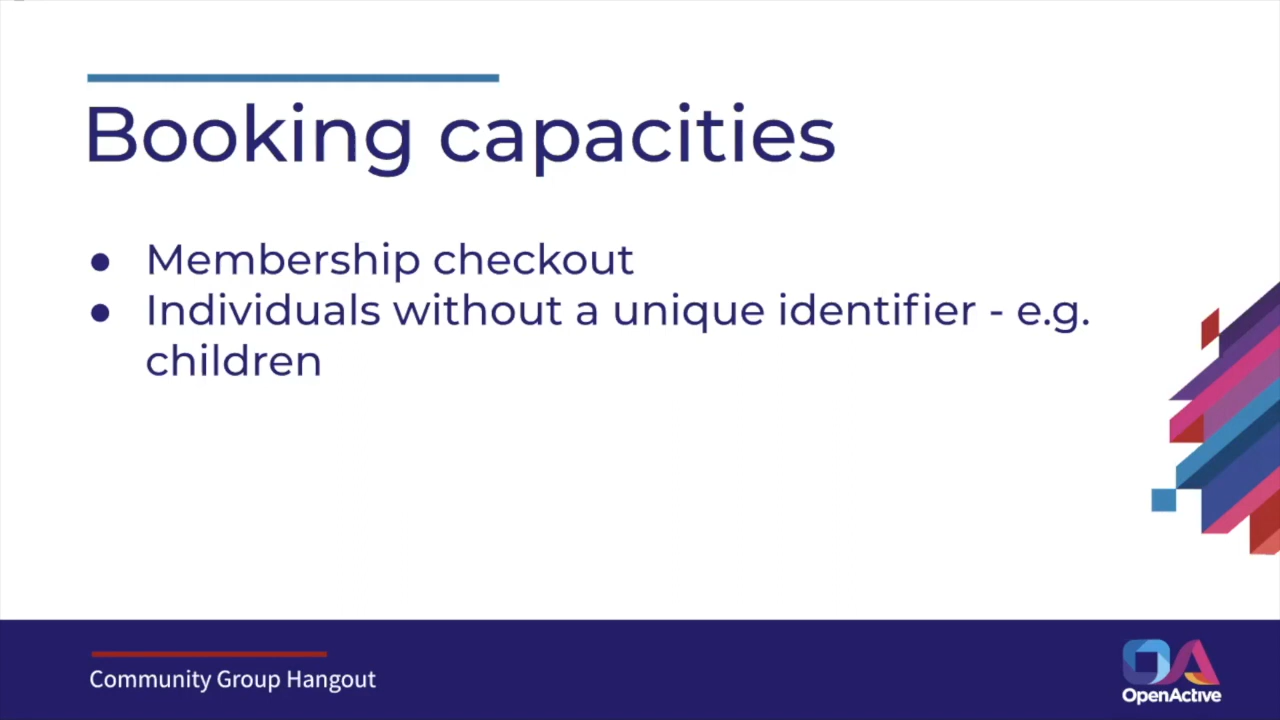 Booking capacities
● Membership checkout
● Individuals without a unique identifier - e.g.
children
Community Group Hangout
OpenActive